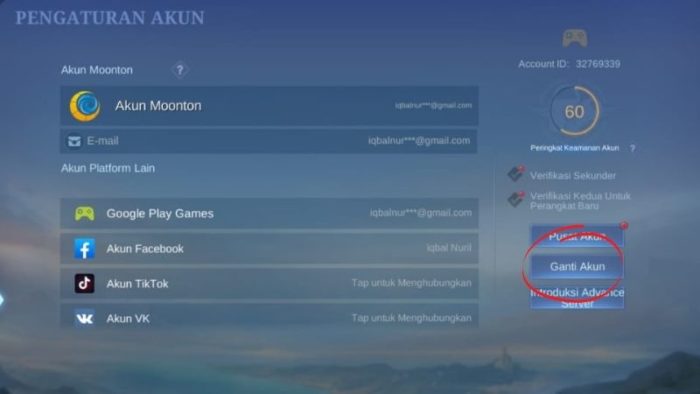 PENGATURAN AKUN
Akun Moonton ?
Akun Moonton iqbalnur***@gmail.com
E-mail iqbalnur***@gmail.com
Akun Platform Lain
Google Play Games iqbalnur***@gmail.com
Akun Facebook Iqbal Nuril
Akun TikTok Tap untuk Menghubungkan
Akun VK Tap untuk Menghubungkan
Account ID: 32769339
60
Peringkat Keamanan Akun ?
Verifikasi Sekunder
Verifikasi Kedua Untuk
Perangkat Baru
Pusat Akun
Ganti Akun
Introduksi Advance
Server